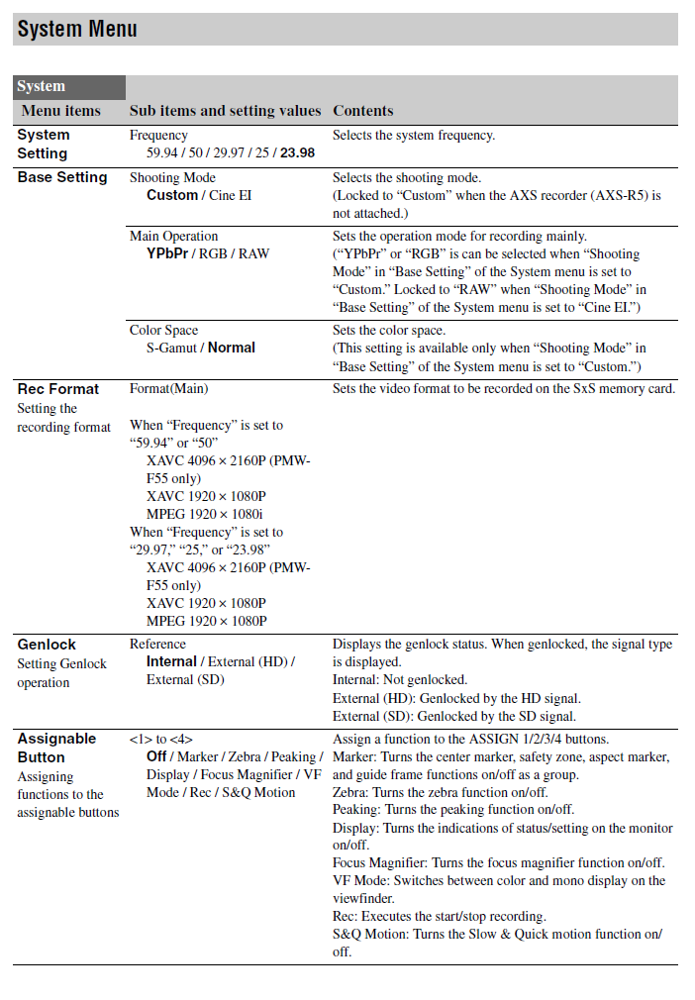 System Menu
System
Menu items Sub items and setting values Contents
System Setting
Frequency
59.94 / 50 / 29.97 / 25 / 23.98
Selects the system frequency.
Base Setting
Shooting Mode
Custom / Cine EI
Selects the shooting mode.
(Locked to “Custom” when the AXS recorder (AXS-R5) is
not attached.)
Main Operation
YPbPr / RGB / RAW
Sets the operation mode for recording mainly.
(“YPbPr” or “RGB” is can be selected when “Shooting
Mode” in “Base Setting” of the System menu is set to
“Custom.” Locked to “RAW” when “Shooting Mode” in
“Base Setting” of the System menu is set to “Cine EI.”)
Color Space
S-Gamut / Normal
Sets the color space.
(This setting is available only when “Shooting Mode” in
“Base Setting” of the System menu is set to “Custom.”)
Rec Format
Setting the
recording format
Format(Main)
When “Frequency” is set to
“59.94” or “50”
XAVC 4096 × 2160P (PMW-
F55 only)
XAVC 1920 × 1080P
MPEG 1920 × 1080i
When “Frequency” is set to
“29.97,” “25,” or “23.98”
XAVC 4096 × 2160P (PMW-
F55 only)
XAVC 1920 × 1080P
MPEG 1920 × 1080P
Sets the video format to be recorded on the SxS memory card.
Genlock
Setting Genlock
operation
Reference
Internal / External (HD) /
External (SD)
Displays the genlock status. When genlocked, the signal type
is displayed.
Internal: Not genlocked.
External (HD): Genlocked by the HD signal.
External (SD): Genlocked by the SD signal.
Assignable
Button
Assigning
functions to the
assignable buttons
<1> to <4>
Off / Marker / Zebra / Peaking /
Display / Focus Magnifier / VF
Mode / Rec / S&Q Motion
Assign a function to the ASSIGN 1/2/3/4 buttons.
Marker: Turns the center marker, safety zone, aspect marker,
and guide frame functions on/off as a group.
Zebra: Turns the zebra function on/off.
Peaking: Turns the peaking function on/off.
Display: Turns the indications of status/setting on the monitor
on/off.
Focus Magnifier: Turns the focus magnifier function on/off.
VF Mode: Switches between color and mono display on the
viewfinder.
Rec: Executes the start/stop recording.
S&Q Motion: Turns the Slow & Quick motion function on/
off.